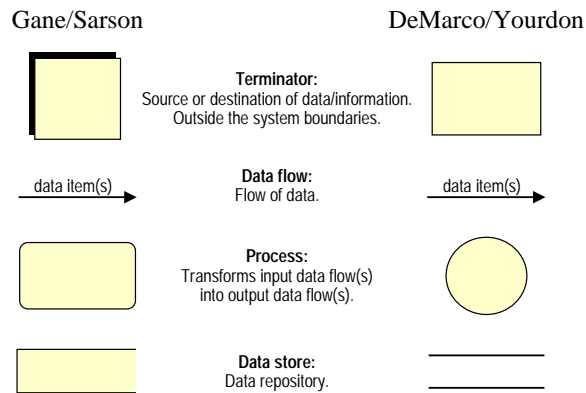 Gane/Sarson
DeMarco/Yourdon
Terminator:
Source or destination of data/information.
Outside the system boundaries.
data item(s)
Data flow:
Flow of data.
data item(s)
Process:
Transforms input data flow(s)
into output data flow(s).
Data store:
Data repository.